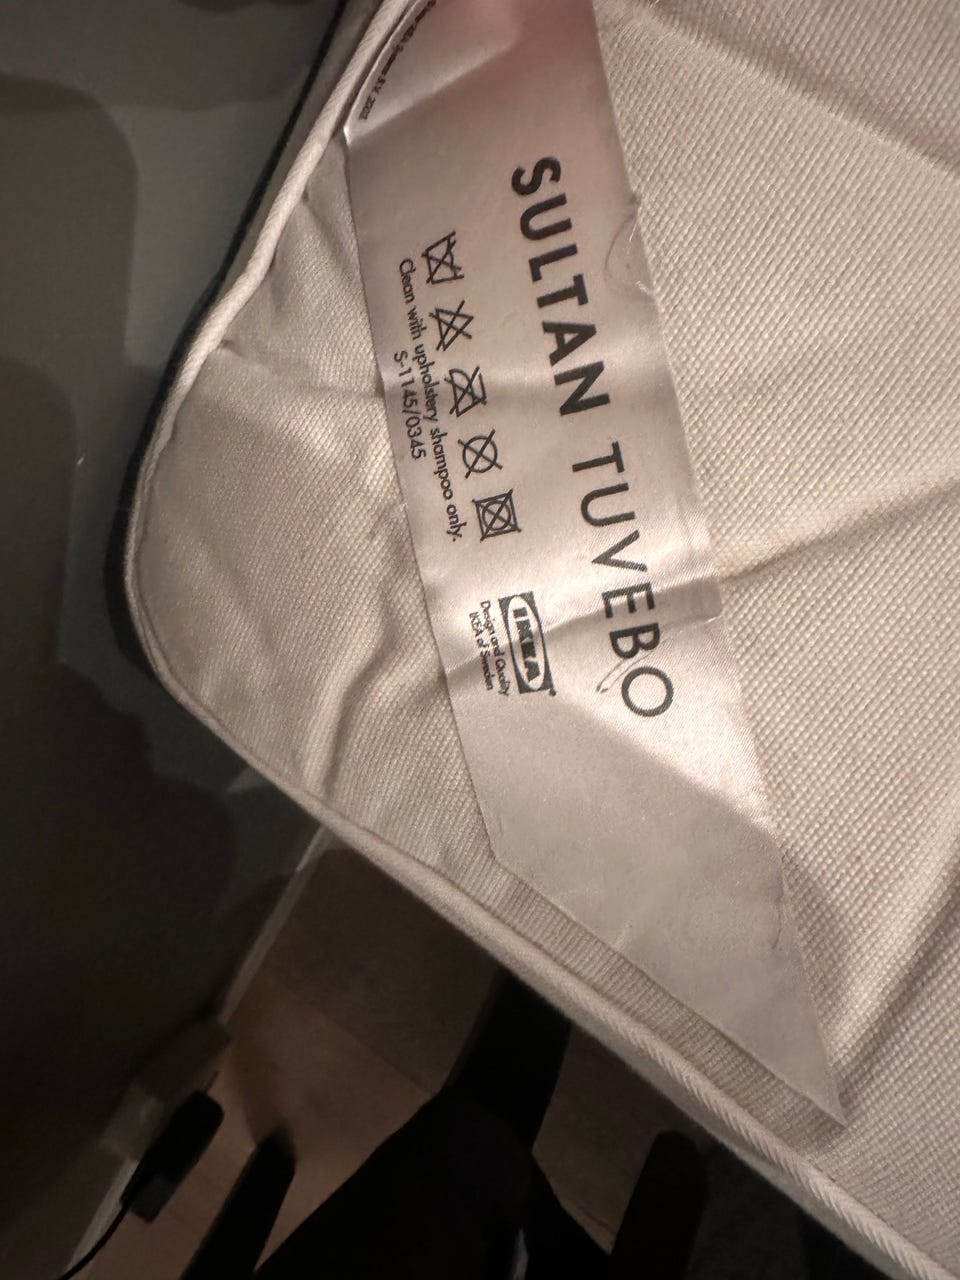 SULTAN TUVEBO
Clean with upholstery shampoo only.
S-1145/0345
IKEA
Design and Quality
IKEA of Sweden